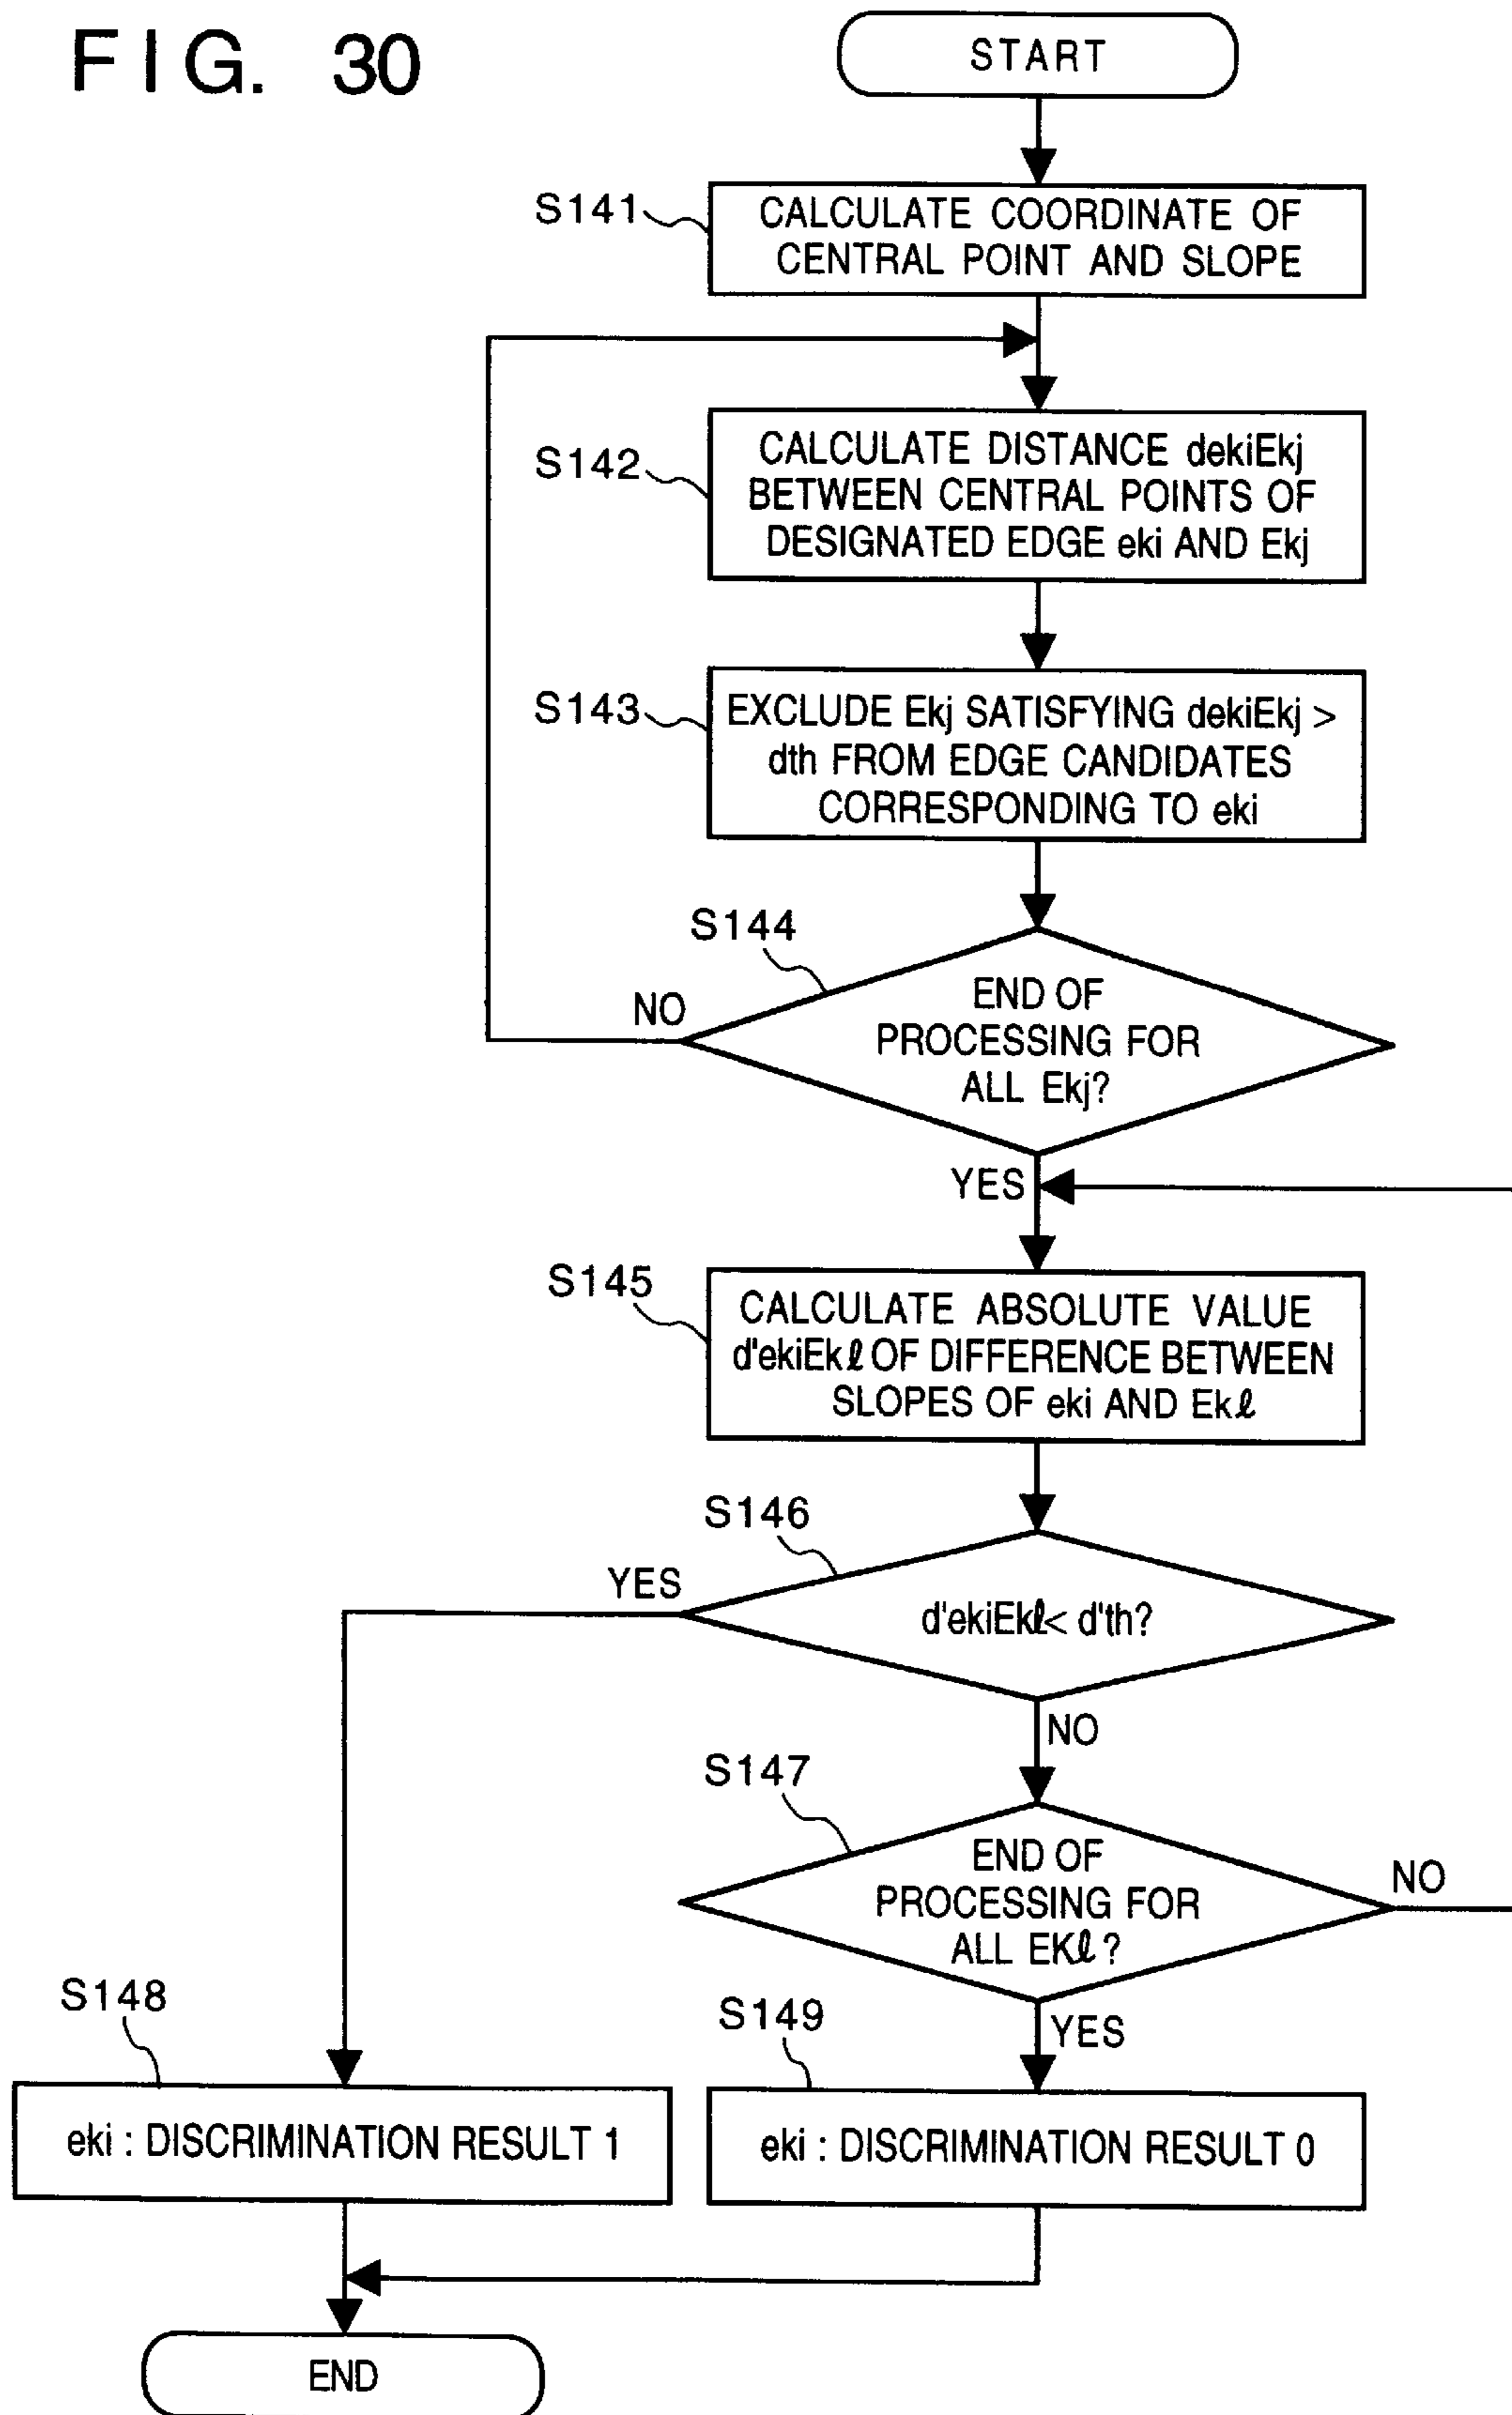 FIG. 30
START
S141
CALCULATE COORDINATE OF
CENTRAL POINT AND SLOPE
S142
CALCULATE DISTANCE dekiEkj
BETWEEN CENTRAL POINTS OF
DESIGNATED EDGE eki AND Ekj
S143
EXCLUDE Ekj SATISFYING dekiEkj >
dth FROM EDGE CANDIDATES
CORRESPONDING TO eki
S144
END OF
PROCESSING FOR
ALL Ekj?
NO
YES
S145
CALCULATE ABSOLUTE VALUE
d'ekiEkℓ OF DIFFERENCE BETWEEN
SLOPES OF eki AND Ekℓ
S146
YES
d'ekiEkℓ< d'th?
NO
S147
END OF
PROCESSING FOR
ALL EKℓ?
NO
YES
S148
eki : DISCRIMINATION RESULT 1
S149
eki : DISCRIMINATION RESULT 0
END